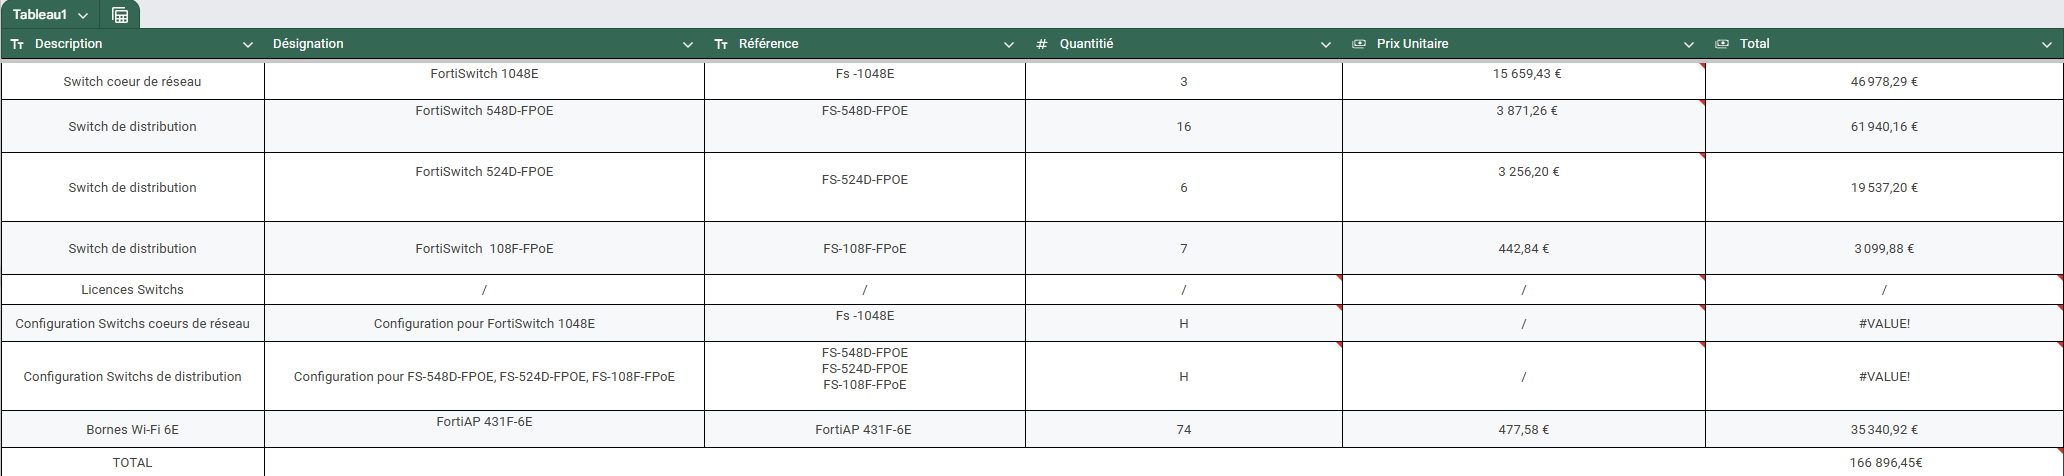 Tableau1
Description Désignation Référence Quantitié Prix Unitaire Total
Switch coeur de réseau FortiSwitch 1048E Fs -1048E 3 15 659,43 € 46 978,29 €
Switch de distribution FortiSwitch 548D-FPOE FS-548D-FPOE 16 3 871,26 € 61 940,16 €
Switch de distribution FortiSwitch 524D-FPOE FS-524D-FPOE 6 3 256,20 € 19 537,20 €
Switch de distribution FortiSwitch 108F-FPoE FS-108F-FPoE 7 442,84 € 3 099,88 €
Licences Switchs / / / / /
Configuration Switchs coeurs de réseau Configuration pour FortiSwitch 1048E Fs -1048E H / #VALUE!
Configuration Switchs de distribution Configuration pour FS-548D-FPOE, FS-524D-FPOE, FS-108F-FPoE FS-548D-FPOE
FS-524D-FPOE
FS-108F-FPoE H / #VALUE!
Bornes Wi-Fi 6E FortiAP 431F-6E FortiAP 431F-6E 74 477,58 € 35 340,92 €
TOTAL 166 896,45€